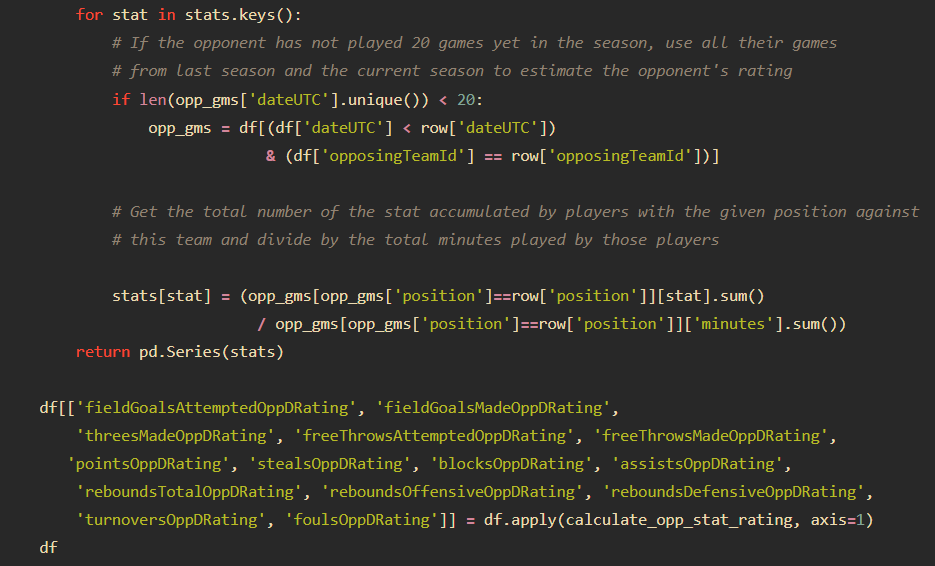 for stat in stats.keys():
# If the opponent has not played 20 games yet in the season, use all their games
# from last season and the current season to estimate the opponent's rating
if len(opp_gms['dateUTC'].unique()) < 20:
opp_gms = df[(df['dateUTC'] < row['dateUTC'])
& (df['opposingTeamId'] == row['opposingTeamId'])]
# Get the total number of the stat accumulated by players with the given position against
# this team and divide by the total minutes played by those players
stats[stat] = (opp_gms[opp_gms['position']==row['position']][stat].sum()
/ opp_gms[opp_gms['position']==row['position']]['minutes'].sum())
return pd.Series(stats)
df[['fieldGoalsAttemptedOppDRating', 'fieldGoalsMadeOppDRating',
'threesMadeOppDRating', 'freeThrowsAttemptedOppDRating', 'freeThrowsMadeOppDRating',
'pointsOppDRating', 'stealsOppDRating', 'blocksOppDRating', 'assistsOppDRating',
'reboundsTotalOppDRating', 'reboundsOffensiveOppDRating', 'reboundsDefensiveOppDRating',
'turnoversOppDRating', 'foulsOppDRating']] = df.apply(calculate_opp_stat_rating, axis=1)
df